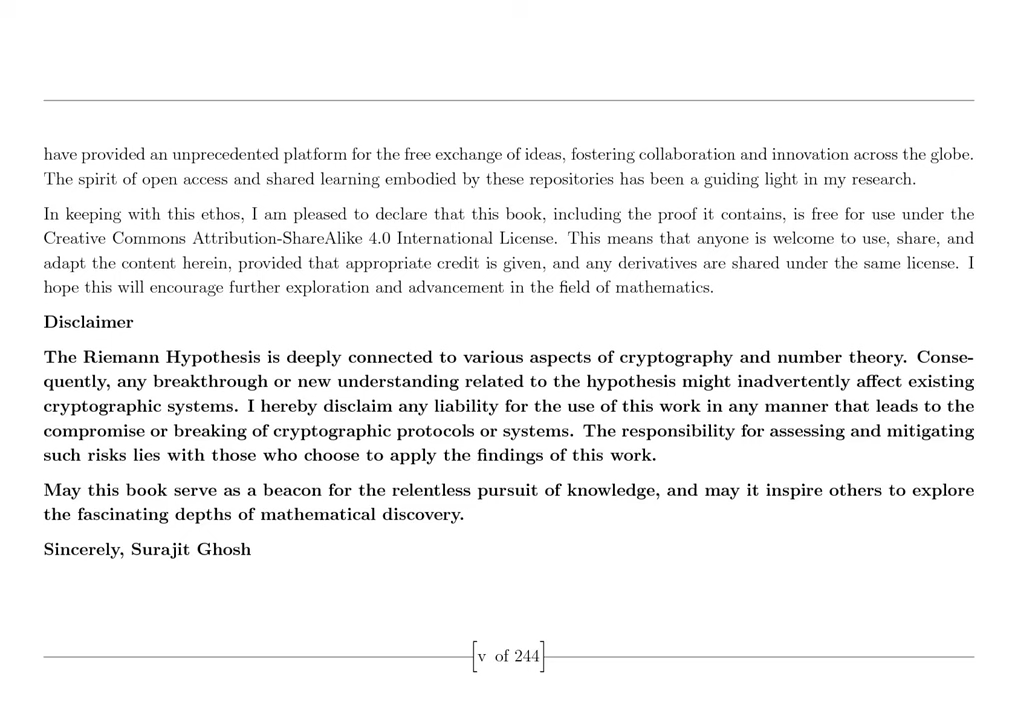 have provided an unprecedented platform for the free exchange of ideas, fostering collaboration and innovation across the globe.
The spirit of open access and shared learning embodied by these repositories has been a guiding light in my research.
In keeping with this ethos, I am pleased to declare that this book, including the proof it contains, is free for use under the
Creative Commons Attribution-ShareAlike 4.0 International License. This means that anyone is welcome to use, share, and
adapt the content herein, provided that appropriate credit is given, and any derivatives are shared under the same license. I
hope this will encourage further exploration and advancement in the field of mathematics.
Disclaimer
The Riemann Hypothesis is deeply connected to various aspects of cryptography and number theory. Conse-
quently, any breakthrough or new understanding related to the hypothesis might inadvertently affect existing
cryptographic systems. I hereby disclaim any liability for the use of this work in any manner that leads to the
compromise or breaking of cryptographic protocols or systems. The responsibility for assessing and mitigating
such risks lies with those who choose to apply the findings of this work.
May this book serve as a beacon for the relentless pursuit of knowledge, and may it inspire others to explore
the fascinating depths of mathematical discovery.
Sincerely, Surajit Ghosh
[v of 244]